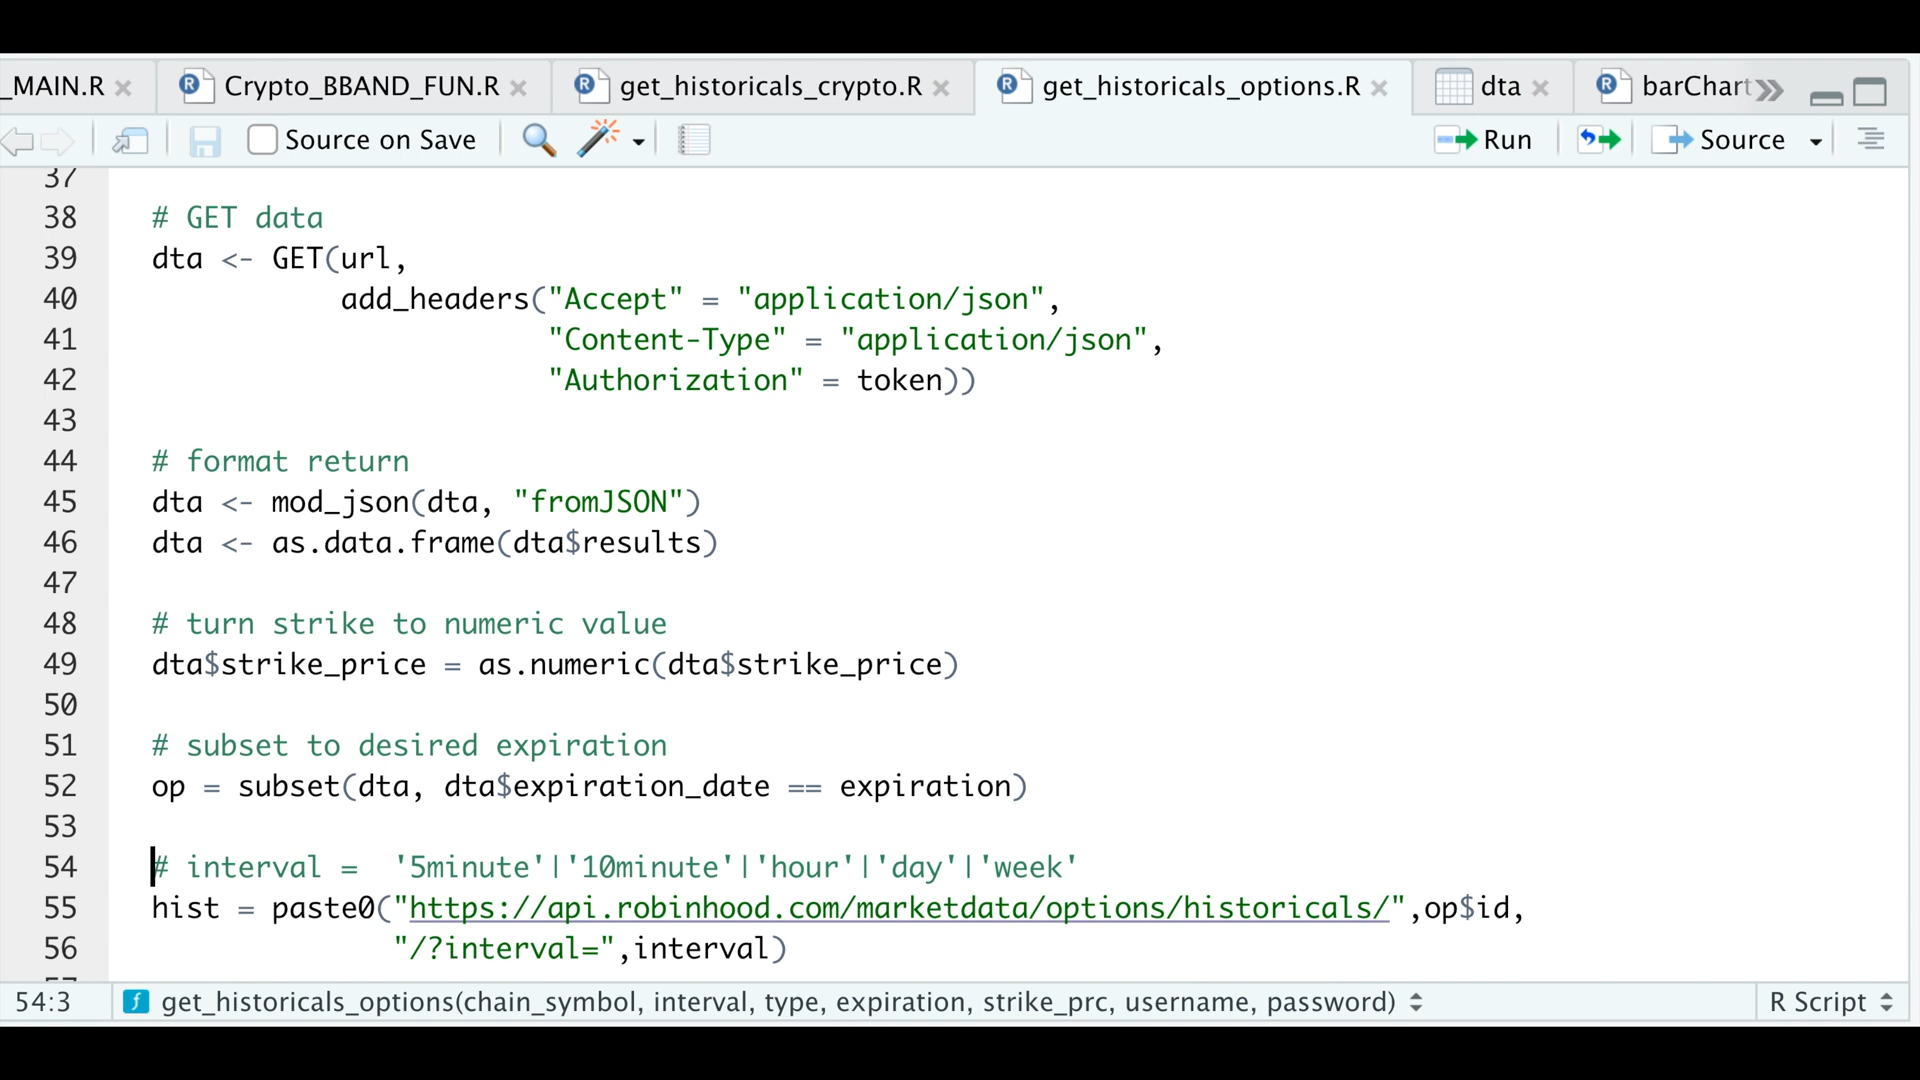 _MAIN.R
Crypto_BBAND_FUN.R
get_historicals_crypto.R
get_historicals_options.R
dta
barChart
Source on Save
Run
Source
37
38 # GET data
39 dta <- GET(url,
40 add_headers("Accept" = "application/json",
41 "Content-Type" = "application/json",
42 "Authorization" = token))
43
44 # format return
45 dta <- mod_json(dta, "fromJSON")
46 dta <- as.data.frame(dta$results)
47
48 # turn strike to numeric value
49 dta$strike_price = as.numeric(dta$strike_price)
50
51 # subset to desired expiration
52 op = subset(dta, dta$expiration_date == expiration)
53
54 # interval =  '5minute'|'10minute'|'hour'|'day'|'week'
55 hist = paste0("https://api.robinhood.com/marketdata/options/historicals/",op$id,
56 "/?interval=",interval)
54:3 get_historicals_options(chain_symbol, interval, type, expiration, strike_prc, username, password) R Script